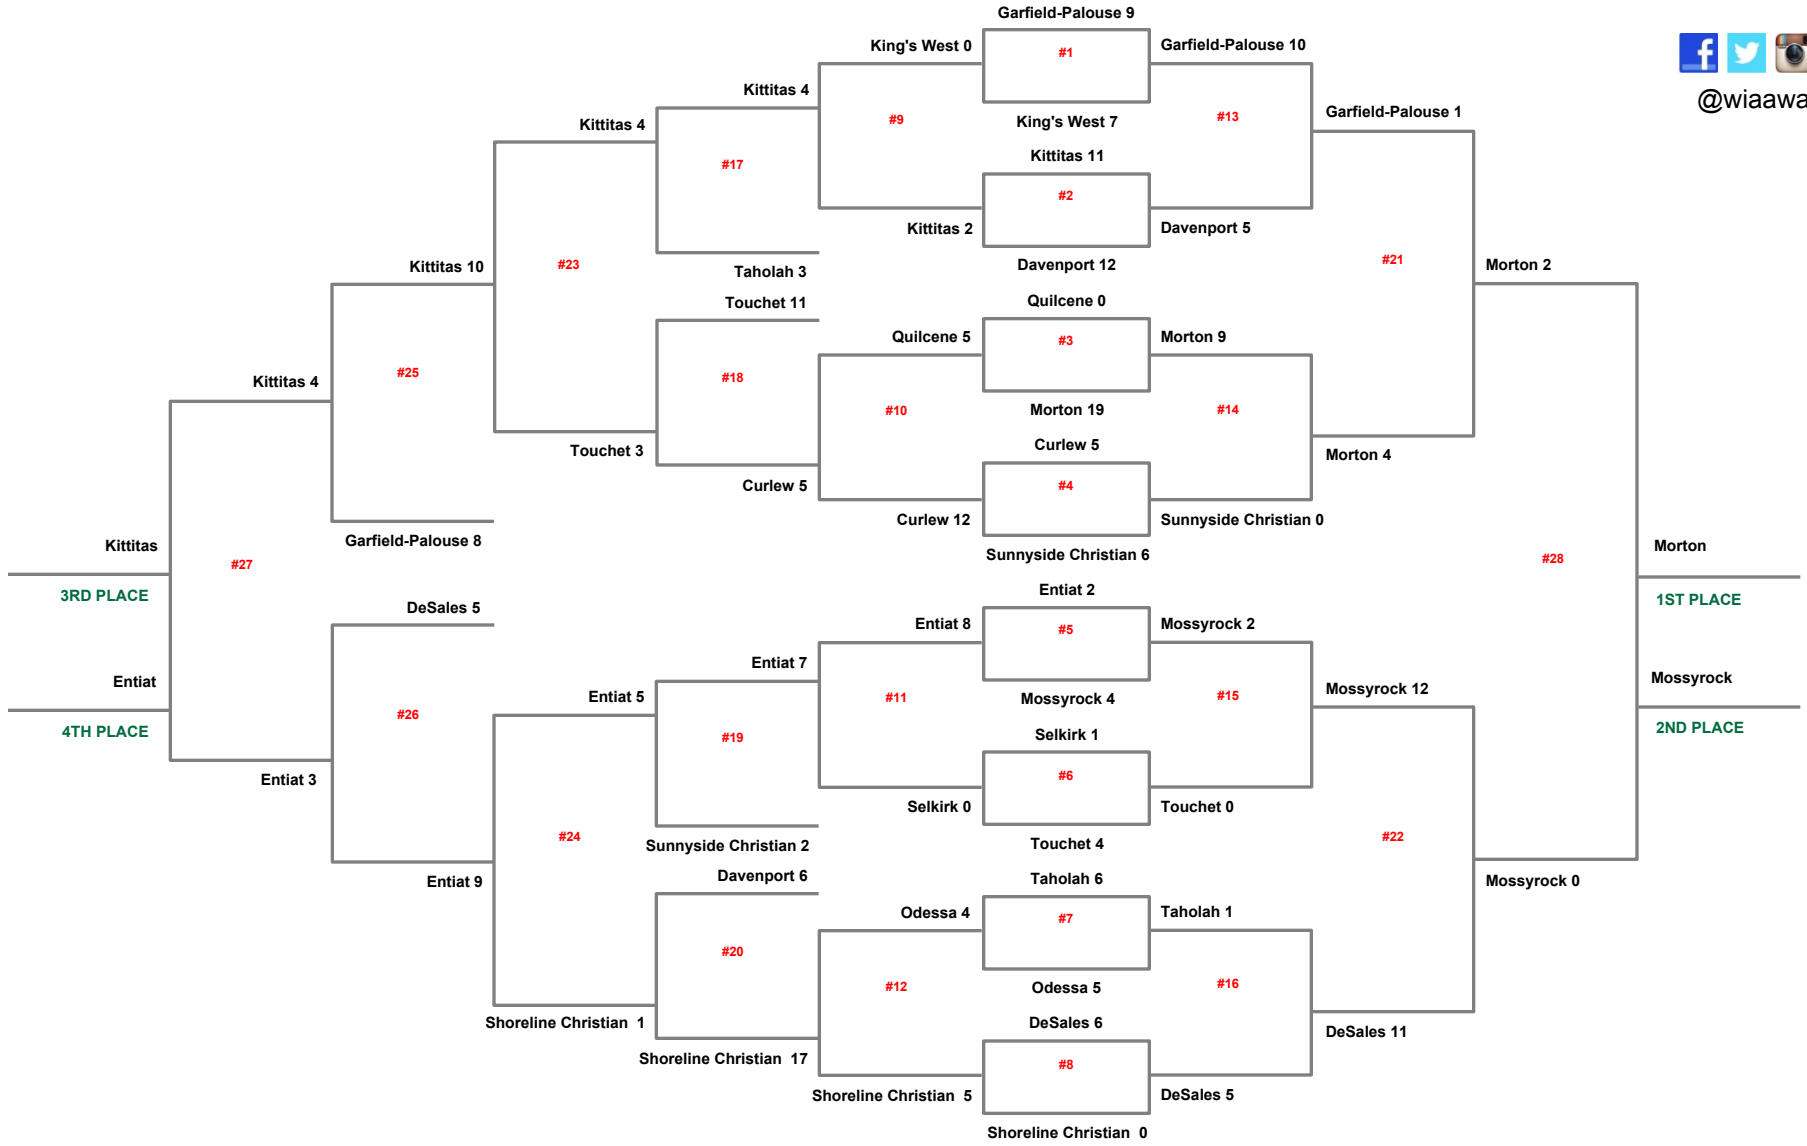 Garfield-Palouse 9
King's West 0
#1
Garfield-Palouse 10
Kittitas 4
@wiaawa
Kittitas 4
#9
King's West 7
#13
Garfield-Palouse 1
#17
Kittitas 11
#2
Kittitas 2
Davenport 5
Kittitas 10
#23
Taholah 3
Davenport 12
#21
Morton 2
Touchet 11
Quilcene 0
Quilcene 5
#3
Morton 9
Kittitas 4
#25
#18
#10
Morton 19
#14
Touchet 3
Curlew 5
Morton 4
Curlew 5
#4
Curlew 12
Sunnyside Christian 0
Kittitas
Garfield-Palouse 8
Sunnyside Christian 6
Morton
#27
#28
3RD PLACE
Entiat 2
1ST PLACE
DeSales 5
Entiat 8
#5
Mossyrock 2
Entiat
Entiat 7
Mossyrock
Entiat 5
#11
Mossyrock 4
#15
Mossyrock 12
4TH PLACE
#26
#19
Selkirk 1
2ND PLACE
Entiat 3
#6
Selkirk 0
Touchet 0
#24
Sunnyside Christian 2
Touchet 4
#22
Entiat 9
Davenport 6
Taholah 6
Mossyrock 0
Odessa 4
#7
Taholah 1
#20
#12
Odessa 5
#16
Shoreline Christian 1
DeSales 6
DeSales 11
Shoreline Christian 17
#8
Shoreline Christian 5
DeSales 5
Shoreline Christian 0